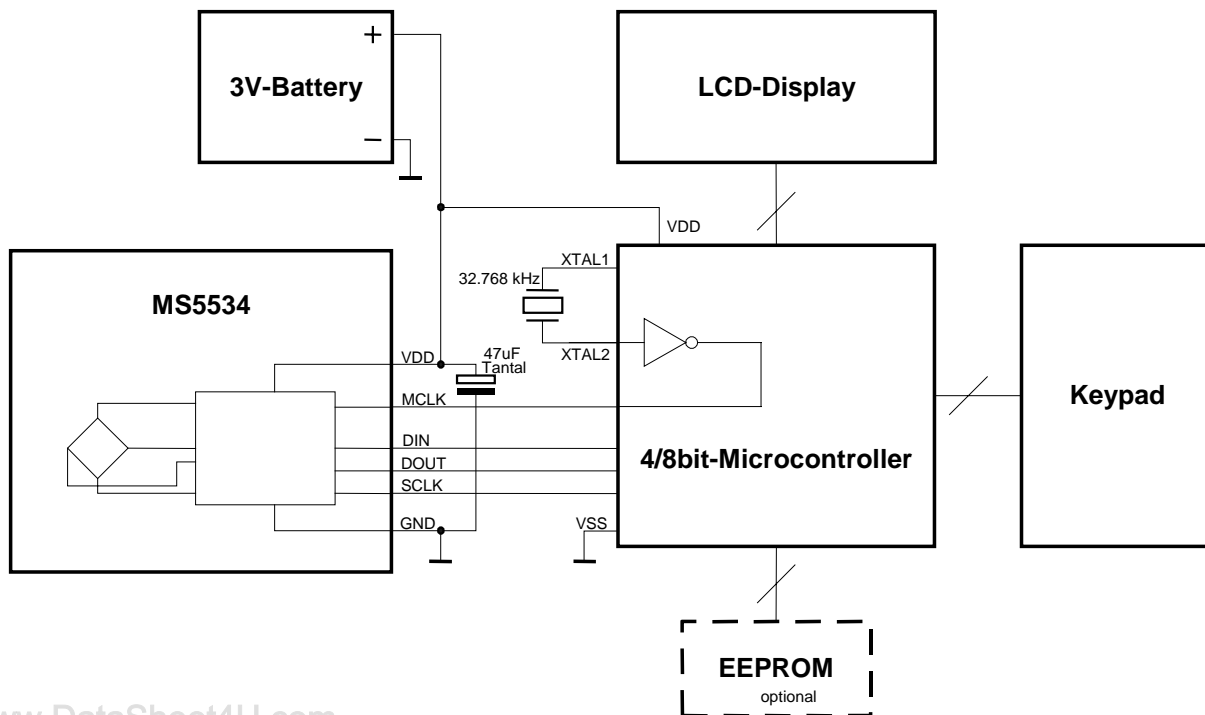 +
3V-Battery
−
LCD-Display
VDD
XTAL1
32.768 kHz
XTAL2
MS5534
VDD
47uF
Tantal
MCLK
DIN
DOUT
SCLK
GND
4/8bit-Microcontroller
VSS
Keypad
EEPROM
optional